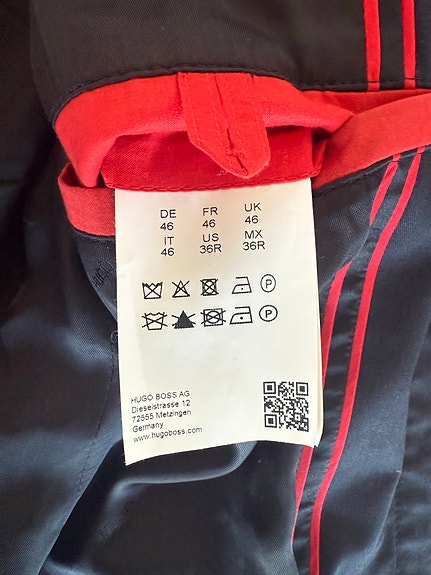 DE FR UK
46 46 46
IT US MX
46 36R 36R
P
P
HUGO BOSS AG
Dieselstrasse 12
72555 Metzingen
Germany
www.hugoboss.com